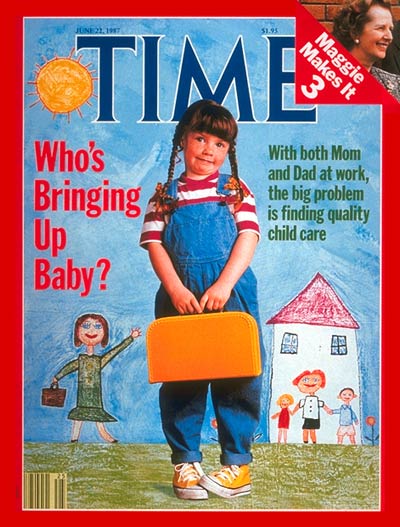 JUNE 22, 1987
$1.95
TIME
Maggie
Makes It
3
Who's
Bringing
Up
Baby?
With both Mom
and Dad at work,
the big problem
is finding quality
child care